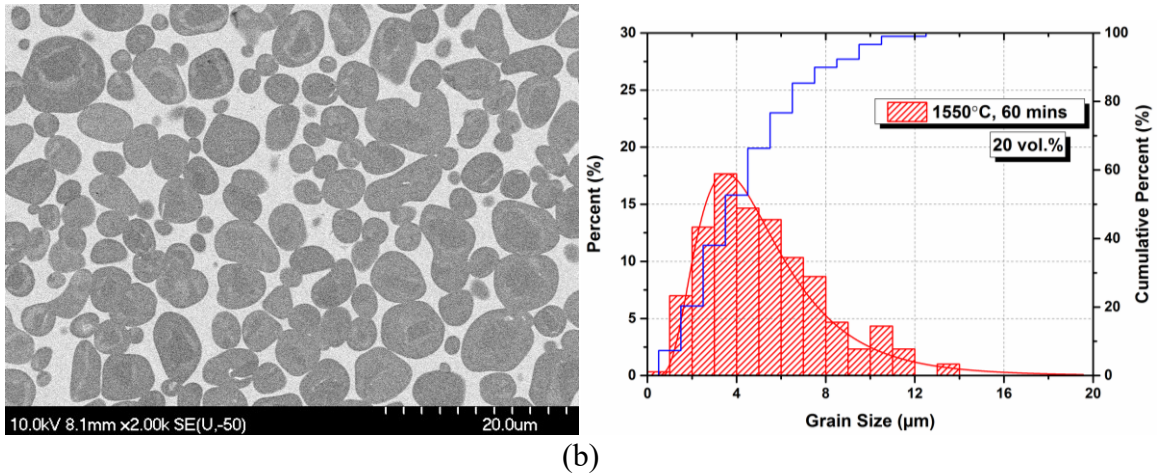 10.0kV 8.1mm x2.00k SE(U,-50)
20.0um
30
25
20
15
10
5
0
Percent (%)
0
4
8
12
16
20
Grain Size (µm)
100
80
60
40
20
0
Cumulative Percent (%)
1550°C, 60 mins
20 vol.%
(b)